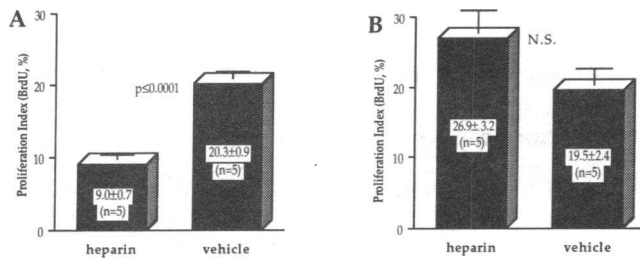 A
Proliferation Index (BrdU, %)
30
20
10
0
p≤0.0001
9.0±0.7
(n=5)
20.3±0.9
(n=5)
heparin
vehicle
B
Proliferation Index (BrdU, %)
30
20
10
0
N.S.
26.9±3.2
(n=5)
19.5±2.4
(n=5)
heparin
vehicle